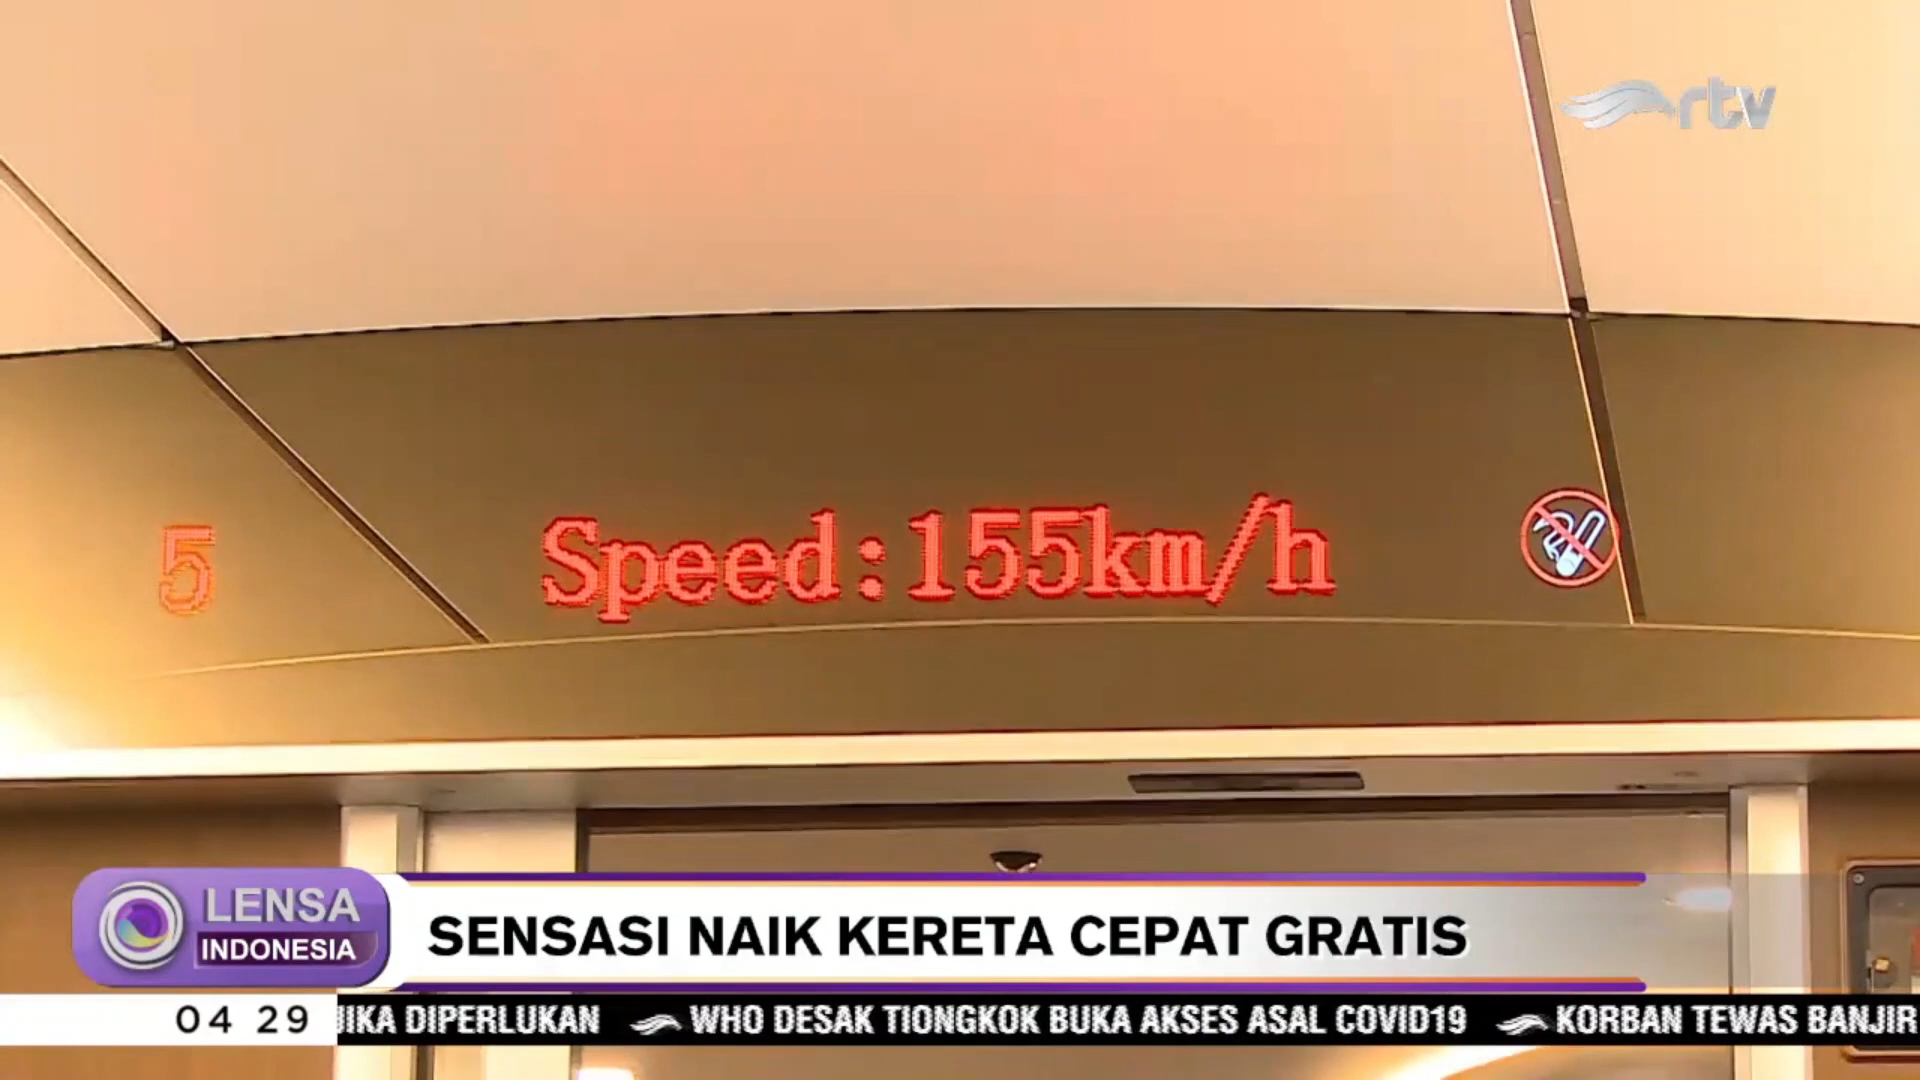 rtv
5
Speed:155km/h
LENSA
INDONESIA
SENSASI NAIK KERETA CEPAT GRATIS
04 29
JIKA DIPERLUKAN WHO DESAK TIONGKOK BUKA AKSES ASAL COVID19 KORBAN TEWAS BANJIR